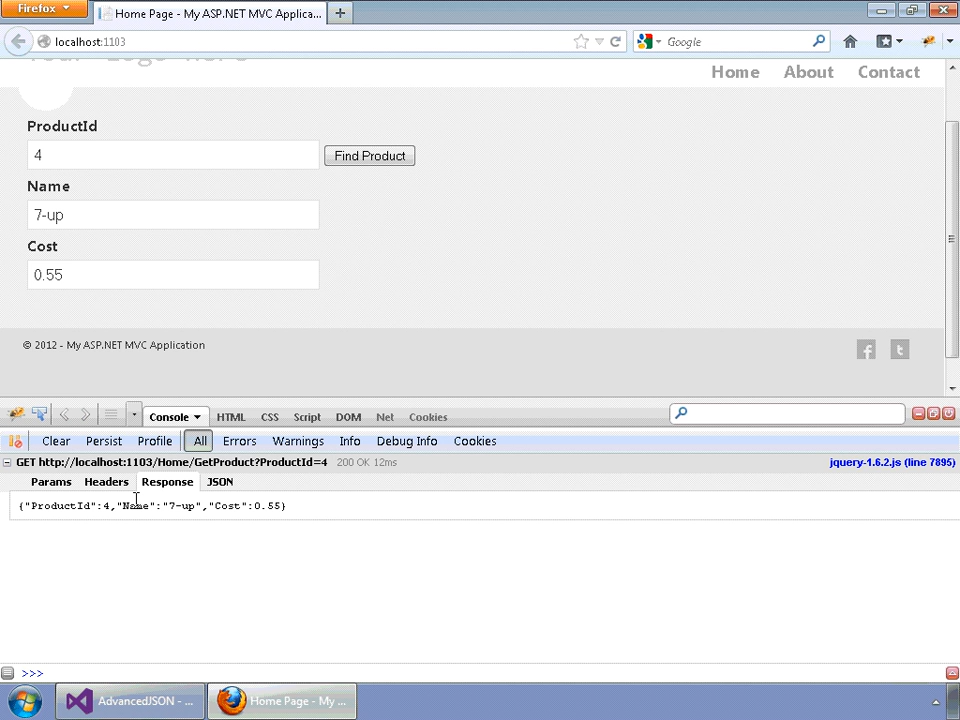 Firefox
Home Page - My ASP.NET MVC Applica...
localhost:1103
Google
Your Logo Here
Home About Contact
ProductId
4
Find Product
Name
7-up
Cost
0.55
© 2012 - My ASP.NET MVC Application
Console HTML CSS Script DOM Net Cookies
Clear Persist Profile All Errors Warnings Info Debug Info Cookies
GET http://localhost:1103/Home/GetProduct?ProductId=4 200 OK 12ms jquery-1.6.2.js (line 7895)
Params Headers Response JSON
{"ProductId":4,"Name":"7-up","Cost":0.55}
>>>
AdvancedJSON - ... Home Page - My ...